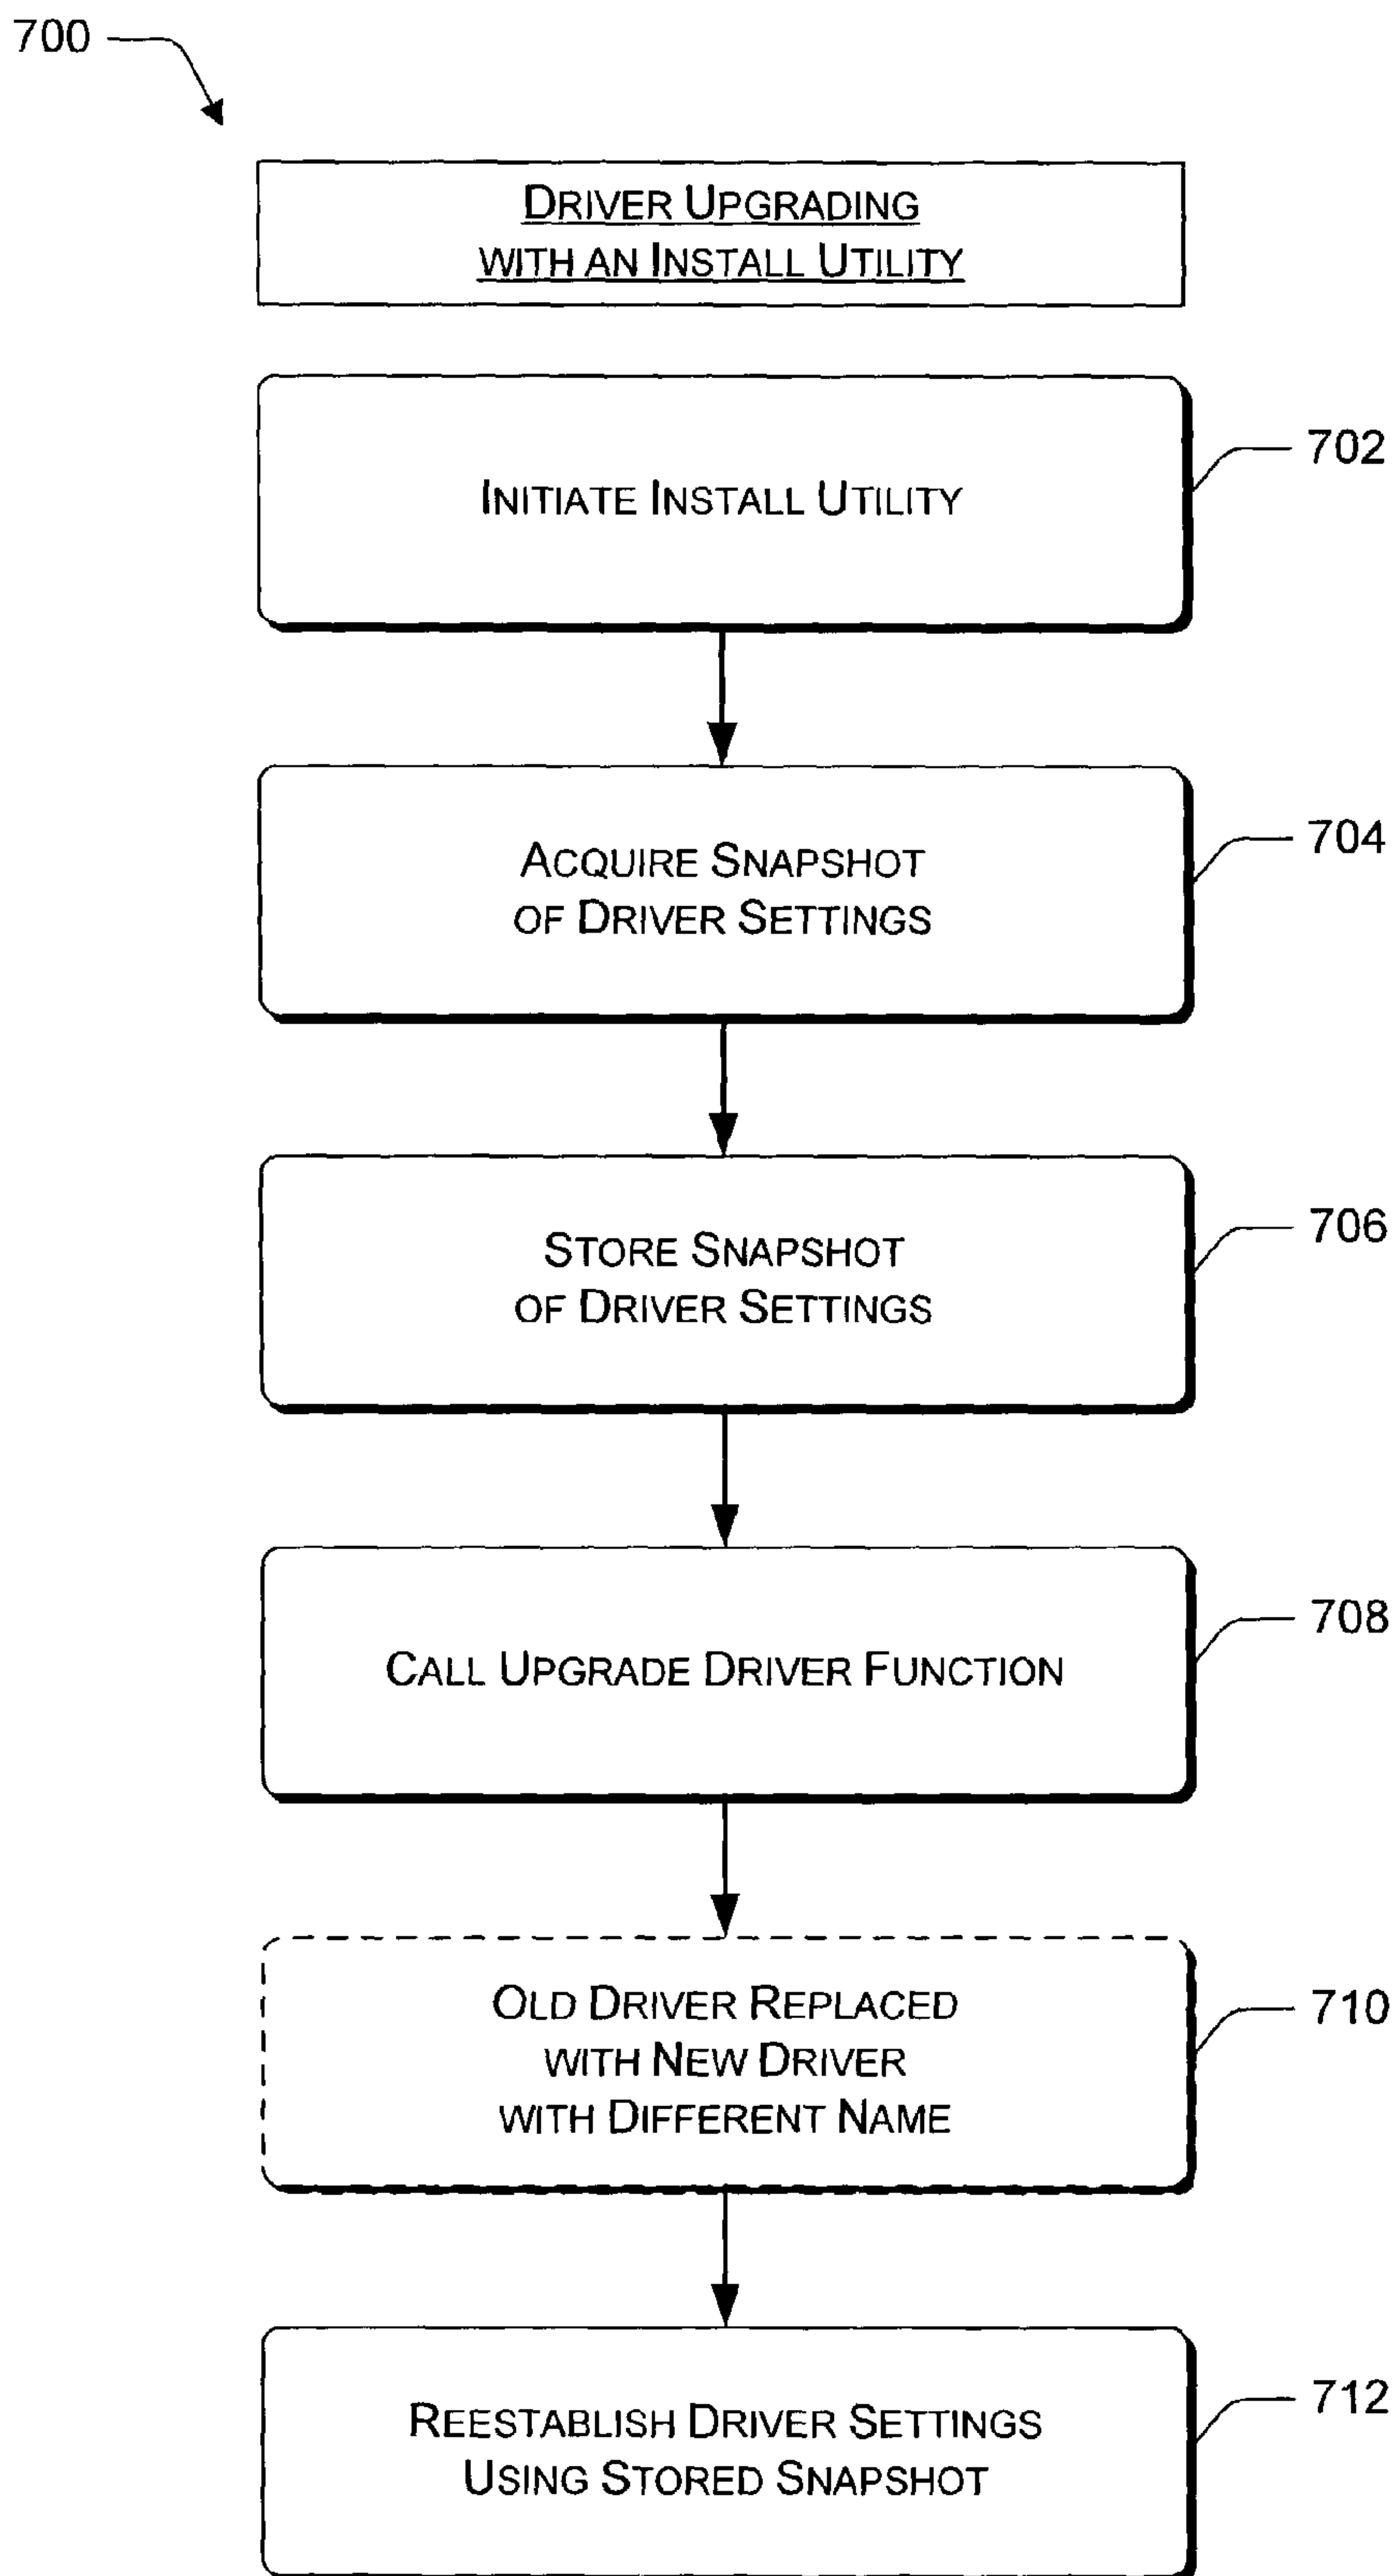 700
DRIVER UPGRADING
WITH AN INSTALL UTILITY
INITIATE INSTALL UTILITY
702
ACQUIRE SNAPSHOT
OF DRIVER SETTINGS
704
STORE SNAPSHOT
OF DRIVER SETTINGS
706
CALL UPGRADE DRIVER FUNCTION
708
OLD DRIVER REPLACED
WITH NEW DRIVER
WITH DIFFERENT NAME
710
REESTABLISH DRIVER SETTINGS
USING STORED SNAPSHOT
712